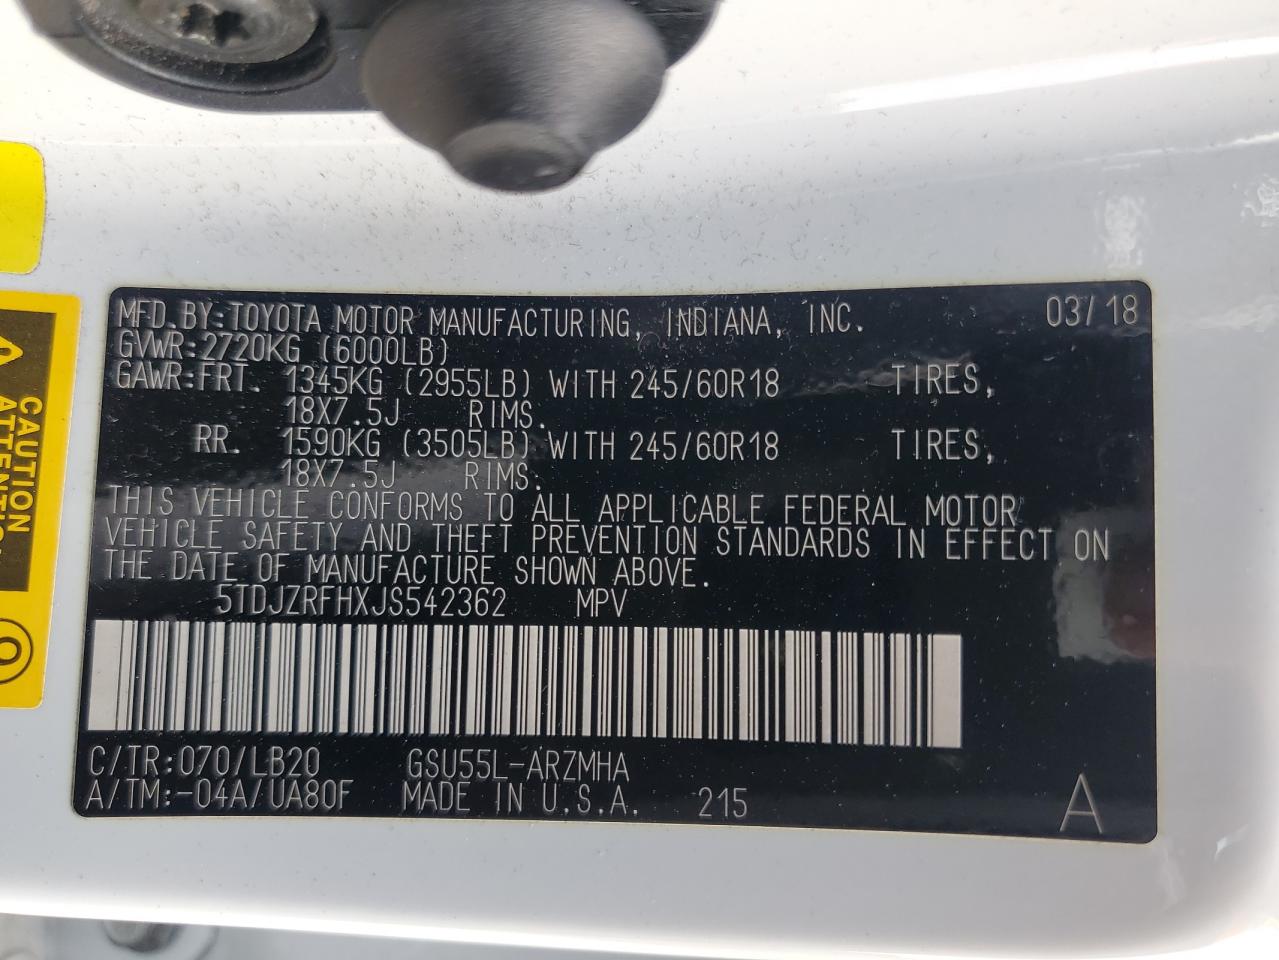 MFD.BY:TOYOTA MOTOR MANUFACTURING, INDIANA, INC. 03/18
GVWR:2720KG (6000LB)
GAWR:FRT. 1345KG (2955LB) WITH 245/60R18 TIRES,
18X7.5J RIMS.
RR. 1590KG (3505LB) WITH 245/60R18 TIRES,
18X7.5J RIMS.
THIS VEHICLE CONFORMS TO ALL APPLICABLE FEDERAL MOTOR
VEHICLE SAFETY AND THEFT PREVENTION STANDARDS IN EFFECT ON
THE DATE OF MANUFACTURE SHOWN ABOVE.
5TDJZRFHXJS542362 MPV
C/TR:070/LB20 GSU55L-ARZMHA
A/TM:-04A/UA80F MADE IN U.S.A. 215 A
CAUTION